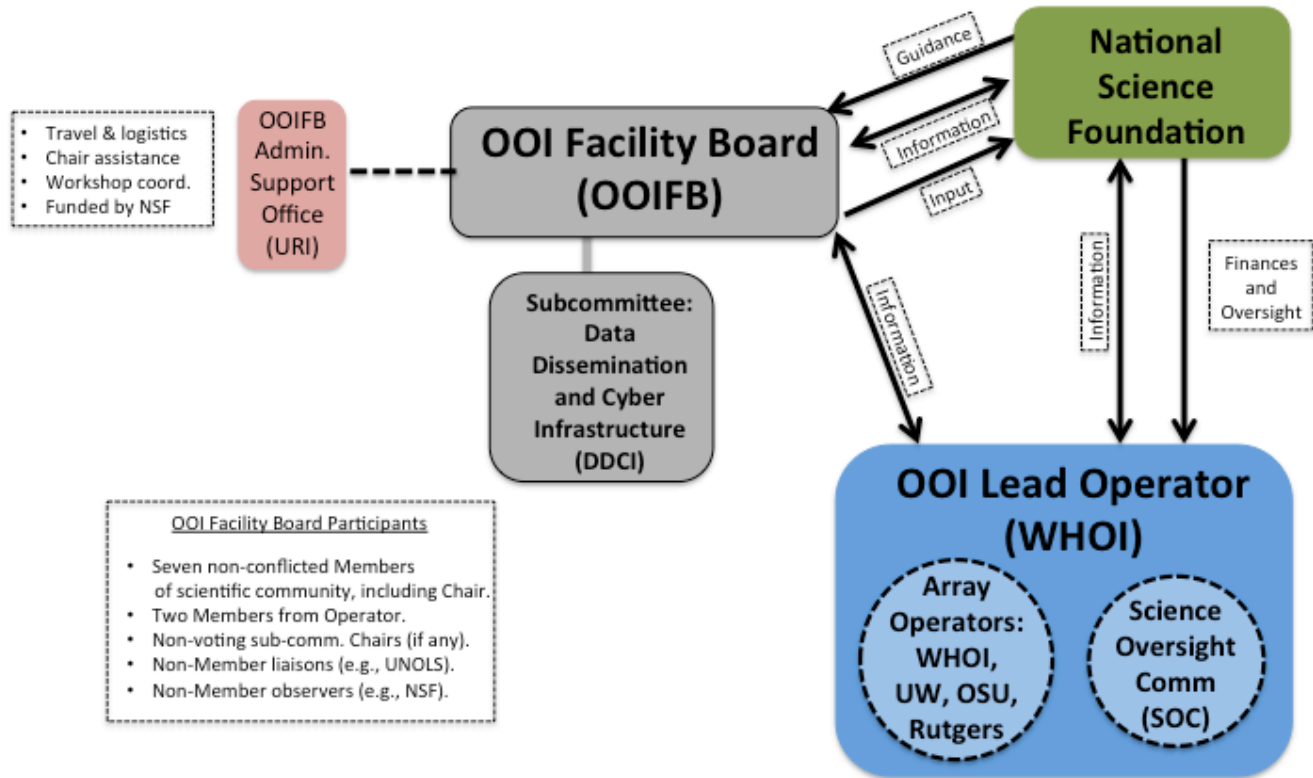 • Travel & logistics
• Chair assistance
• Workshop coord.
• Funded by NSF
OOIFB
Admin.
Support
Office
(URI)
OOI Facility Board
(OOIFB)
Guidance
Information
Input
National
Science
Foundation
Subcommittee:
Data
Dissemination
and Cyber
Infrastructure
(DDCI)
Information
Information
Finances
and
Oversight
OOI Facility Board Participants
• Seven non-conflicted Members
of scientific community, including Chair.
• Two Members from Operator.
• Non-voting sub-comm. Chairs (if any).
• Non-Member liaisons (e.g., UNOLS).
• Non-Member observers (e.g., NSF).
OOI Lead Operator
(WHOI)
Array
Operators:
WHOI,
UW, OSU,
Rutgers
Science
Oversight
Comm
(SOC)